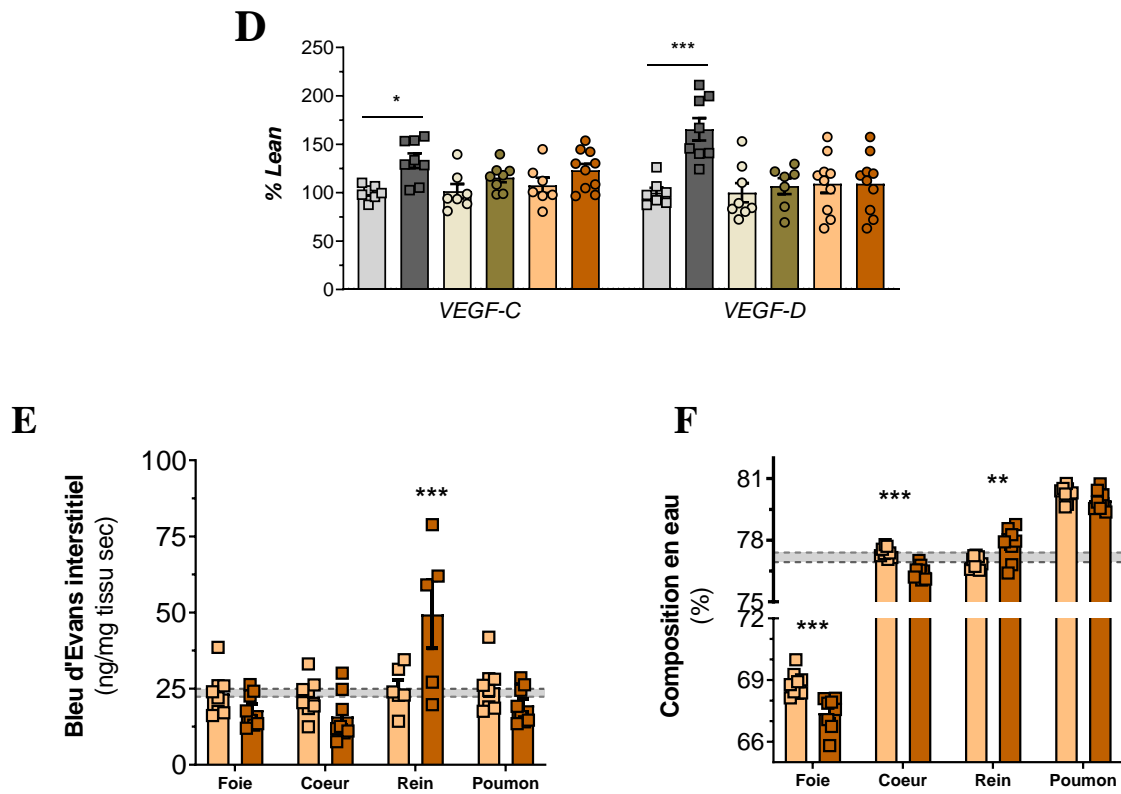 D
% Lean
250
200
150
100
50
0
*
***
VEGF-C
VEGF-D
E
Bleu d'Evans interstitiel
(ng/mg tissu sec)
100
75
50
25
0
***
Foie
Coeur
Rein
Poumon
F
Composition en eau
(%)
81
78
75
69
66
***
***
**
Foie
Coeur
Rein
Poumon